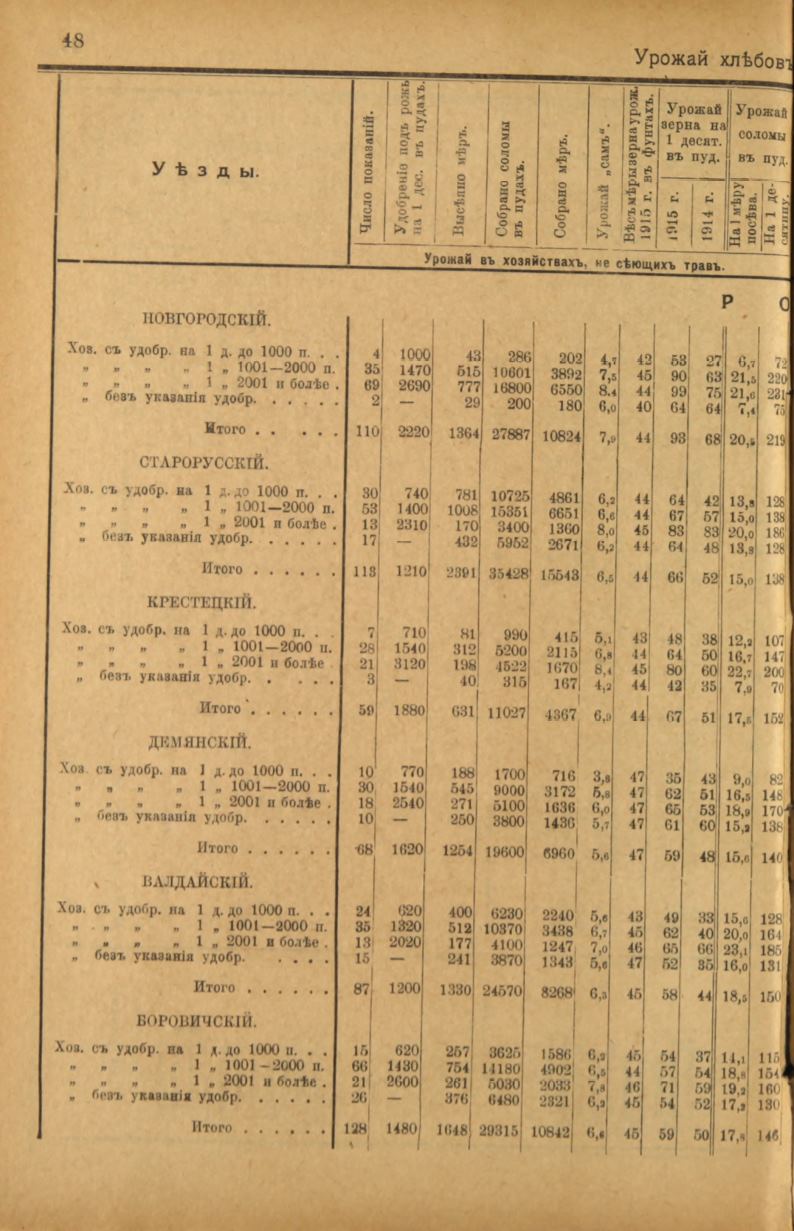 48
Урожай хлѣбовъ
Уѣзды.
Число показаній.
Удобренію подъ рожь на 1 дес. въ пудахъ.
Высѣяно мѣръ.
Собрано соломы въ пудахъ.
Собрано мѣръ.
Урожай „самъ“.
Вѣсъ мѣры зерна урож. 1915 г. въ фунтахъ.
Урожай зерна на 1 десят. въ пуд.
1915 г.
1914 г.
Урожай соломы въ пуд.
На 1 мѣру посѣва.
На 1 десятину.
Урожай въ хозяйствахъ, не сѣющихъ травъ.
Р О
НОВГОРОДСКІЙ.
Хоз. съ удобр. на 1 д. до 1000 п. . . 4 1000 43 286 202 4,7 42 53 27 6,7 72
„ „ „ „ 1 „ 1001—2000 п. 35 1470 515 10601 3892 7,5 45 90 63 21,5 220
„ „ „ „ 1 „ 2001 и болѣе . 69 2690 777 16800 6550 8,4 44 99 75 21,6 231
„ безъ указанія удобр. . . . . . 2 — 29 200 180 6,0 40 64 64 7,4 75
Итого . . . . . 110 2220 1364 27887 10824 7,9 44 93 68 20,5 219
СТАРОРУССКІЙ.
Хоз. съ удобр. на 1 д. до 1000 п. . . 30 740 781 10725 4861 6,2 44 64 42 13,8 128
„ „ „ „ 1 „ 1001—2000 п. 53 1400 1008 15351 6651 6,6 44 67 57 15,0 138
„ „ „ „ 1 „ 2001 и болѣе . 13 2310 170 3400 1360 8,0 45 83 83 20,0 186
„ безъ указанія удобр. . . . . . 17 — 432 5952 2671 6,2 44 64 48 13,8 128
Итого . . . . . . 113 1210 2391 35428 15543 6,5 44 66 52 15,0 138
КРЕСТЕЦКІЙ.
Хоз. съ удобр. на 1 д. до 1000 п. . . 7 710 81 990 415 5,1 43 48 38 12,2 107
„ „ „ „ 1 „ 1001—2000 п. 28 1540 312 5200 2115 6,8 44 64 50 16,7 147
„ „ „ „ 1 „ 2001 и болѣе . 21 3120 198 4522 1670 8,4 45 80 60 22,7 200
„ безъ указанія удобр. . . . . 3 — 40 315 167 4,2 44 42 35 7,9 70
Итого . . . . . . 59 1880 631 11027 4367 6,9 44 67 51 17,5 152
ДЕМЯНСКІЙ.
Хоз. съ удобр. на 1 д. до 1000 п. . . 10 770 188 1700 716 3,8 47 35 43 9,0 82
„ „ „ „ 1 „ 1001—2000 п. 30 1540 545 9000 3172 5,8 47 62 51 16,5 148
„ „ „ „ 1 „ 2001 и болѣе . 18 2540 271 5100 1636 6,0 47 65 53 18,9 170
„ безъ указанія удобр. . . . . . 10 — 250 3800 1436 5,7 47 61 60 15,2 138
Итого . . . . . . 68 1620 1254 19600 6960 5,6 47 59 48 15,6 140
ВАЛДАЙСКІЙ.
Хоз. съ удобр. на 1 д. до 1000 п. . . 24 620 400 6230 2240 5,6 43 49 33 15,6 128
„ „ „ „ 1 „ 1001—2000 п. 35 1320 512 10370 3438 6,7 45 62 40 20,0 164
„ „ „ „ 1 „ 2001 и болѣе . 13 2020 177 4100 1247 7,0 46 65 66 23,1 185
„ безъ указанія удобр. . . . . 15 — 241 3870 1343 5,6 47 52 35 16,0 131
Итого . . . . . . 87 1200 1330 24570 8268 6,3 45 58 44 18,5 150
БОРОВИЧСКІЙ.
Хоз. съ удобр. на 1 д. до 1000 п. . . 15 620 257 3625 1586 6,2 45 54 37 14,1 115
„ „ „ „ 1 „ 1001-2000 п. 66 1430 754 14180 4902 6,5 44 57 54 18,8 154
„ „ „ „ 1 „ 2001 и болѣе . 21 2600 261 5030 2033 7,8 46 71 59 19,2 160
„ безъ указанія удобр. . . . . . 26 — 376 6480 2321 6,2 45 54 52 17,2 130
Итого . . . . . . 128 1480 1648 29315 10842 6,6 45 59 50 17,8 146